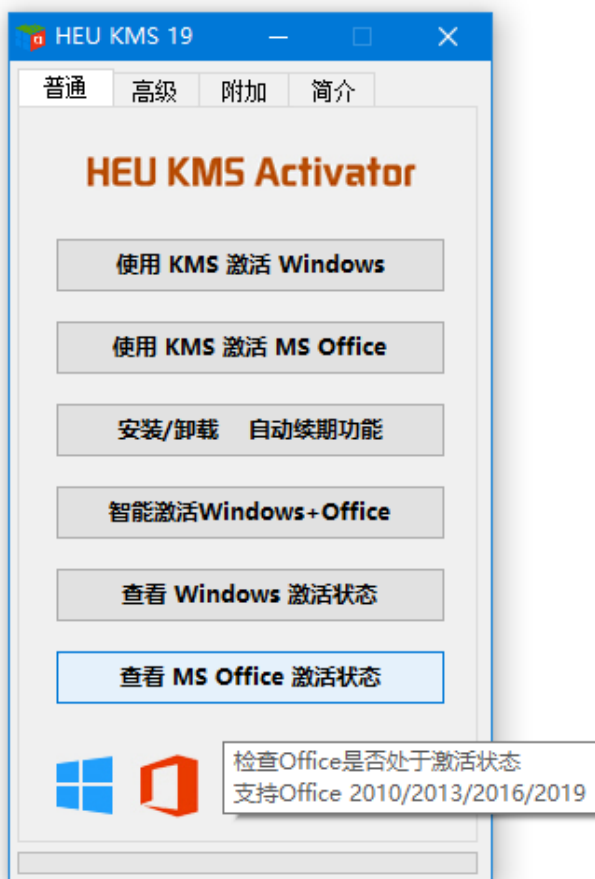 HEU KMS 19
普通 高级 附加 简介
HEU KMS Activator
使用 KMS 激活 Windows
使用 KMS 激活 MS Office
安装/卸载 自动续期功能
智能激活Windows+Office
查看 Windows 激活状态
查看 MS Office 激活状态
检查Office是否处于激活状态
支持Office 2010/2013/2016/2019